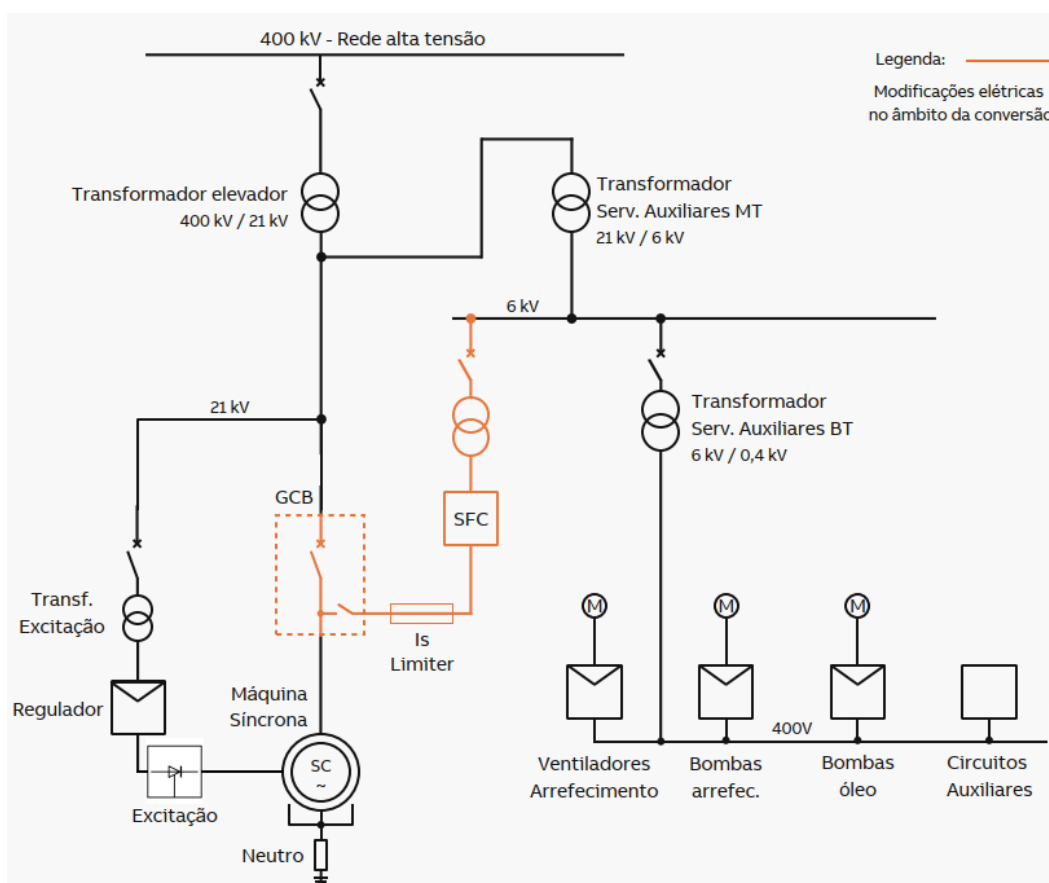 400 kV - Rede alta tensão
Legenda:
Modificações elétricas
no âmbito da conversão
Transformador elevador
400 kV / 21 kV
Transformador
Serv. Auxiliares MT
21 kV / 6 kV
6 kV
21 kV
Transformador
Serv. Auxiliares BT
6 kV / 0,4 kV
GCB
SFC
Transf.
Excitação
Is
Limiter
M
M
M
Regulador
Máquina
Síncrona
400V
SC
~
Ventiladores
Arrefecimento
Bombas
arrefec.
Bombas
óleo
Circuitos
Auxiliares
Excitação
Neutro